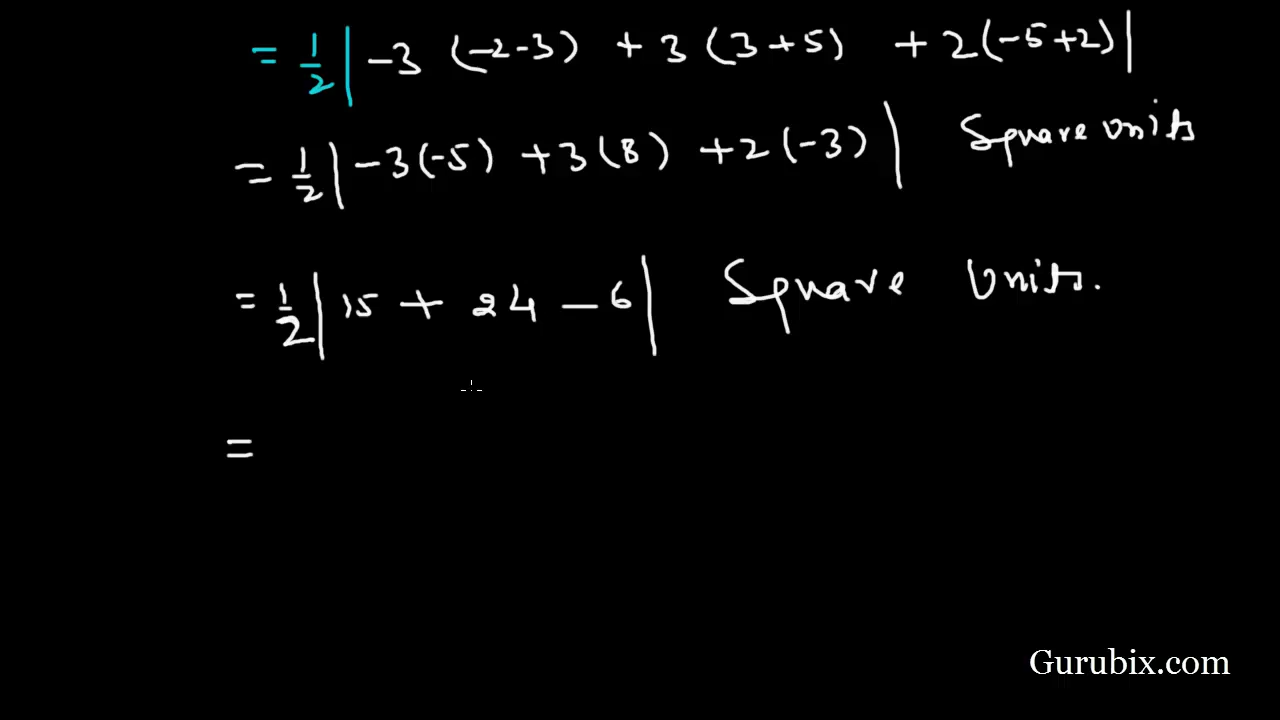 = 1/2 | -3 (-2-3) + 3 (3+5) + 2(-5+2) |
= 1/2 | -3(-5) + 3(8) + 2(-3) | Square units
= 1/2 | 15 + 24 - 6 | Square Units.
=
Gurubix.com